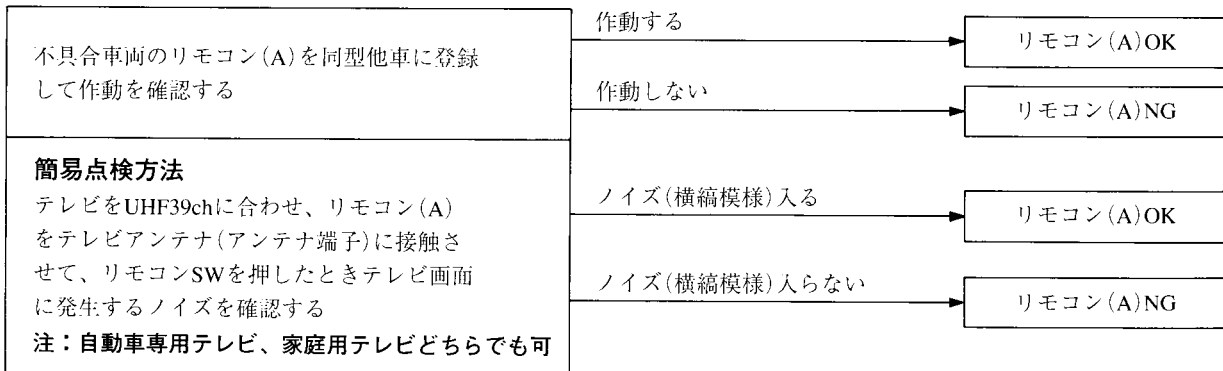 不具合車両のリモコン(A)を同型他車に登録
して作動を確認する
作動する
リモコン(A)OK
作動しない
リモコン(A)NG
簡易点検方法
テレビをUHF39chに合わせ、リモコン(A)
をテレビアンテナ(アンテナ端子)に接触さ
せて、リモコンSWを押したときテレビ画面
に発生するノイズを確認する
注：自動車専用テレビ、家庭用テレビどちらでも可
ノイズ(横縞模様)入る
リモコン(A)OK
ノイズ(横縞模様)入らない
リモコン(A)NG